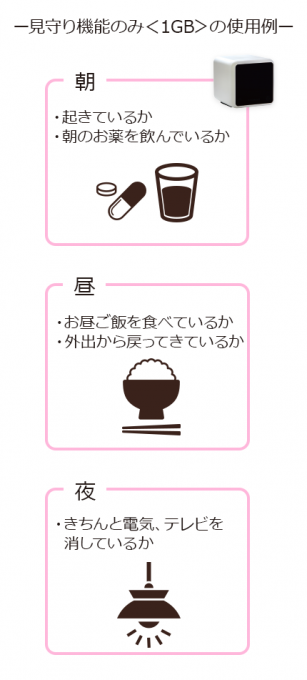 ー見守り機能のみ＜1GB＞の使用例ー
朝
・起きているか
・朝のお薬を飲んでいるか
昼
・お昼ご飯を食べているか
・外出から戻ってきているか
夜
・きちんと電気、テレビを
消しているか